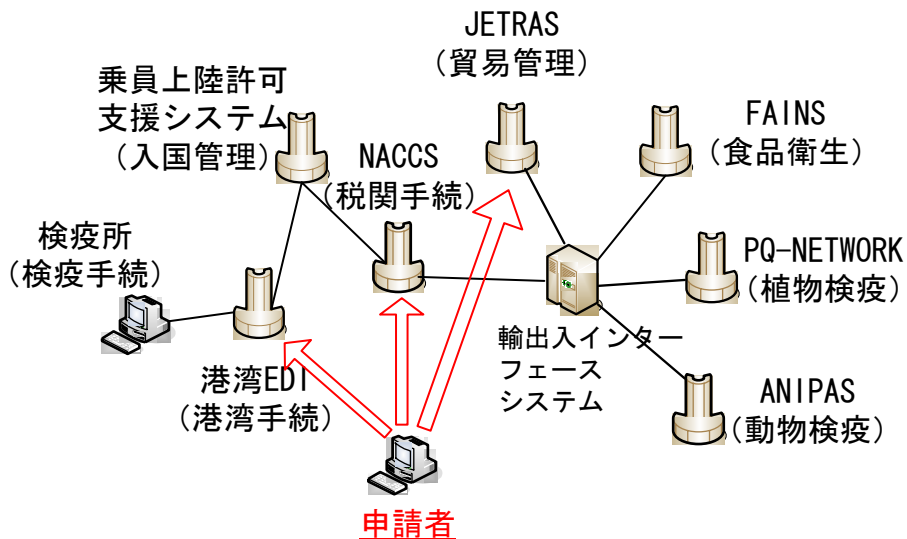 JETRAS
（貿易管理）
乗員上陸許可
支援システム
（入国管理）
FAINS
（食品衛生）
NACCS
（税関手続）
検疫所
（検疫手続）
PQ-NETWORK
（植物検疫）
輸出入インター
フェース
システム
港湾EDI
（港湾手続）
ANIPAS
（動物検疫）
申請者